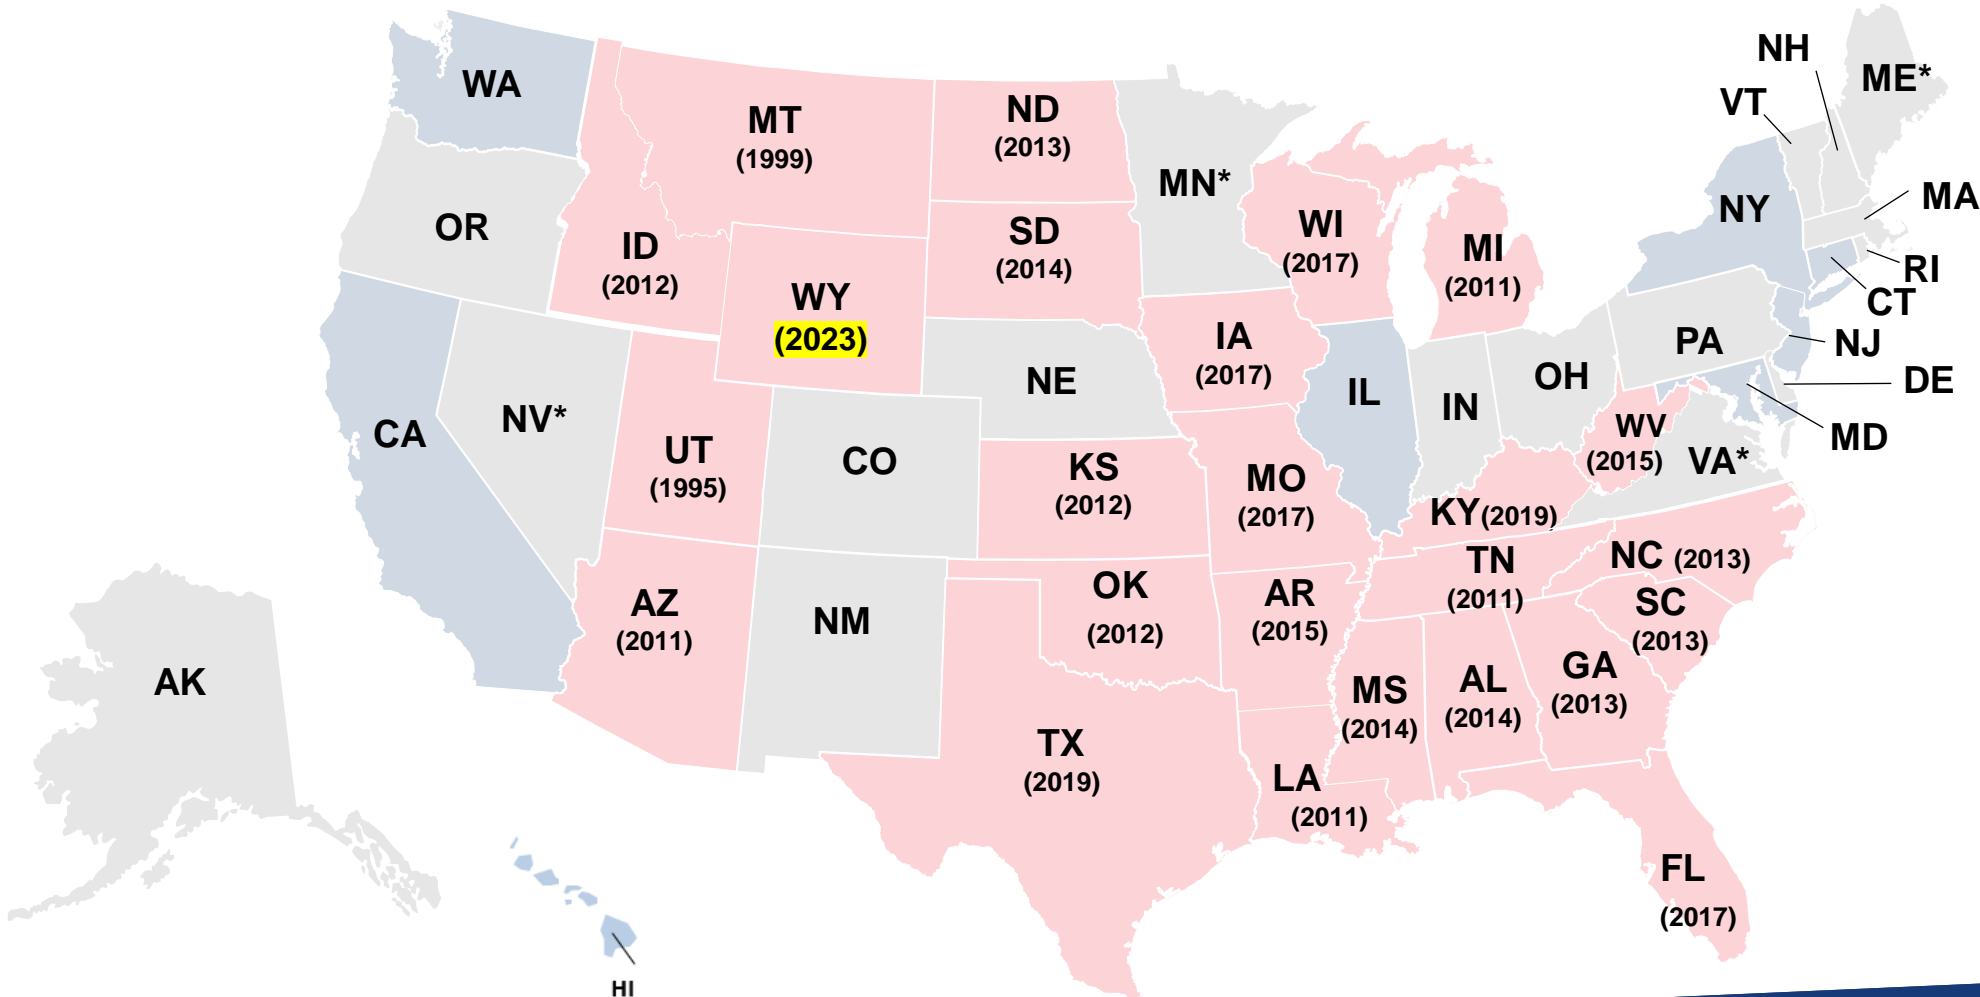 NH
ME*
WA
VT
ND
(2013)
MT
(1999)
MN*
MA
NY
OR
WI
(2017)
SD
(2014)
ID
(2012)
MI
(2011)
RI
WY
(2023)
CT
IA
(2017)
PA
NJ
NE
OH
DE
IL
IN
NV*
CA
WV
(2015)
MD
UT
(1995)
CO
VA*
KS
(2012)
MO
(2017)
KY(2019)
NC (2013)
TN
(2011)
OK
(2012)
AR
(2015)
AZ
(2011)
SC
(2013)
NM
GA
(2013)
AK
AL
(2014)
MS
(2014)
TX
(2019)
LA
(2011)
FL
(2017)
HI